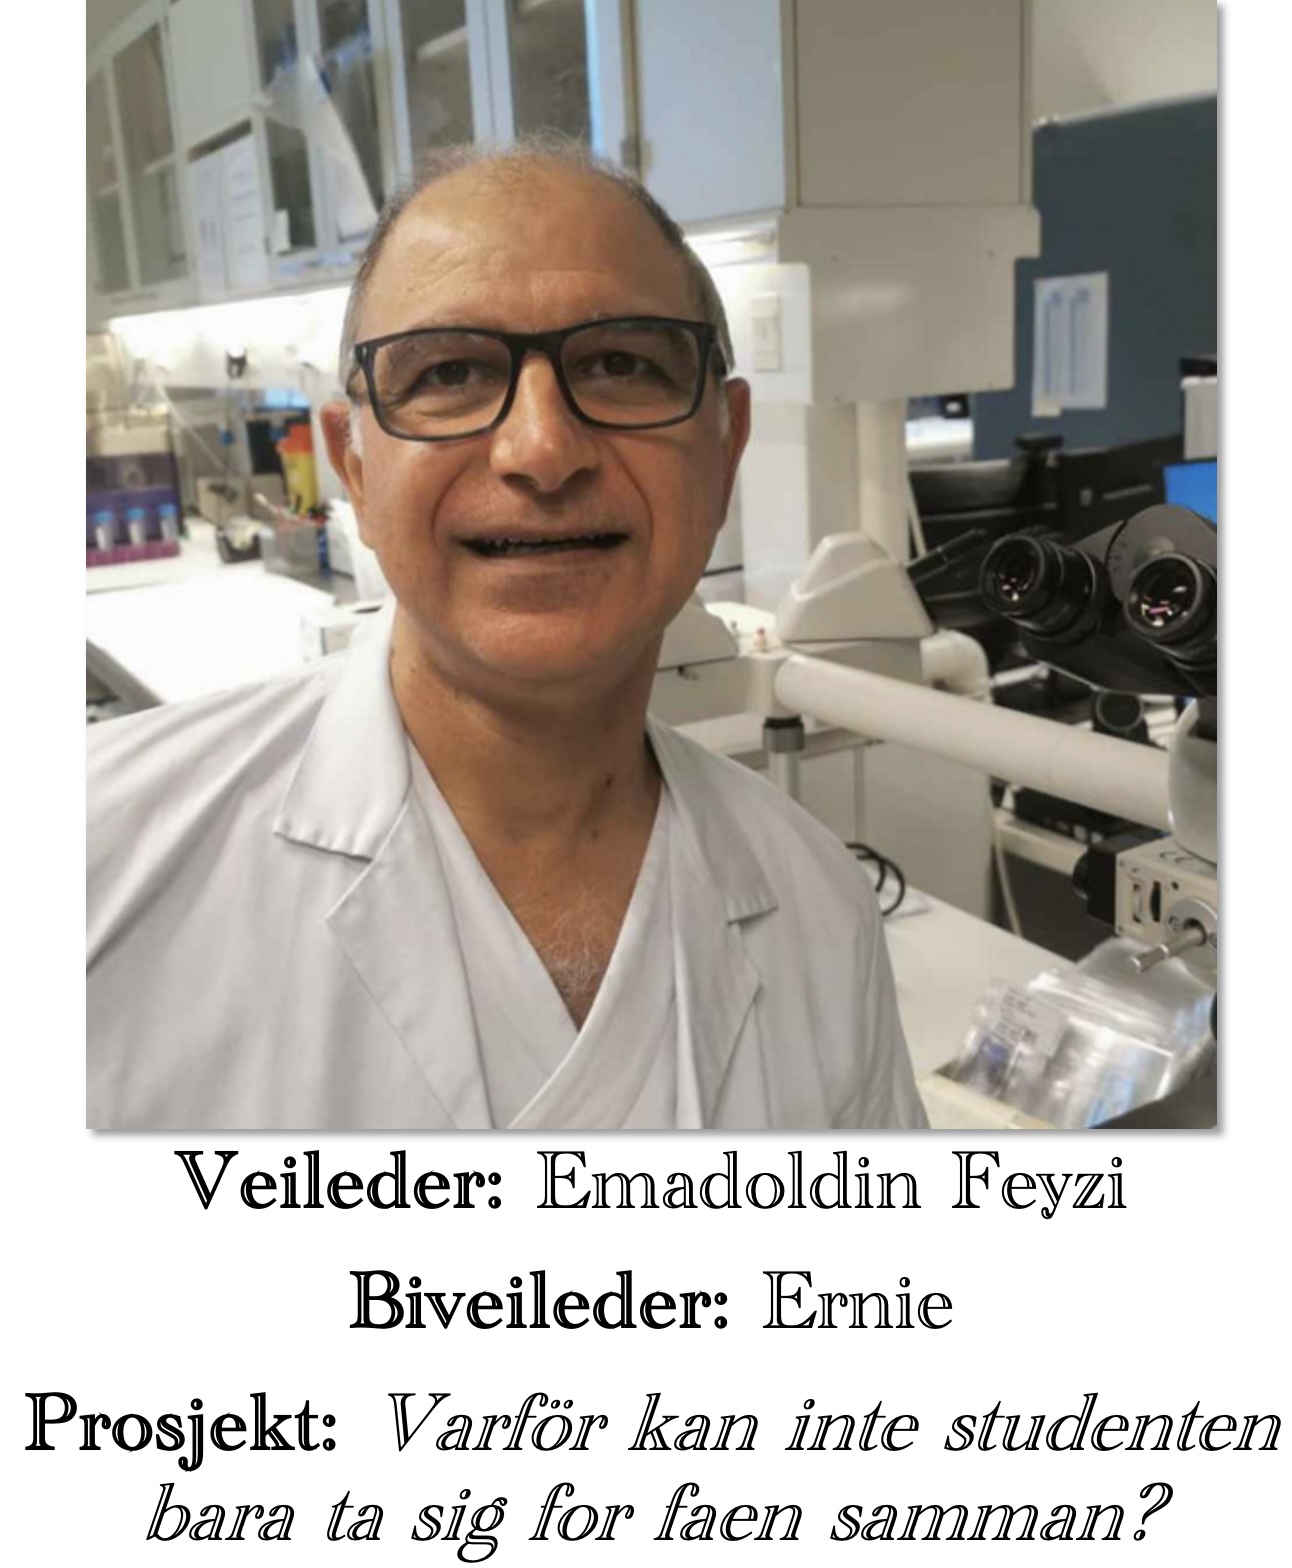 Veileder: Emadoldin Feyzi
Biveileder: Ernie
Prosjekt: Varför kan inte studenten
bara ta sig for faen samman?